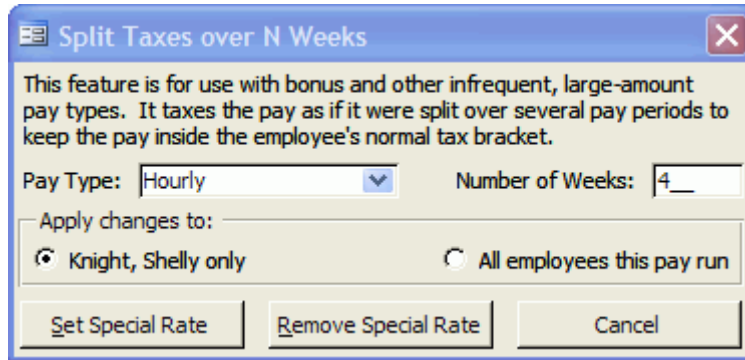 Split Taxes over N Weeks
This feature is for use with bonus and other infrequent, large-amount
pay types. It taxes the pay as if it were split over several pay periods to
keep the pay inside the employee's normal tax bracket.
Pay Type: Hourly Number of Weeks: 4__
Apply changes to:
Knight, Shelly only All employees this pay run
Set Special Rate Remove Special Rate Cancel